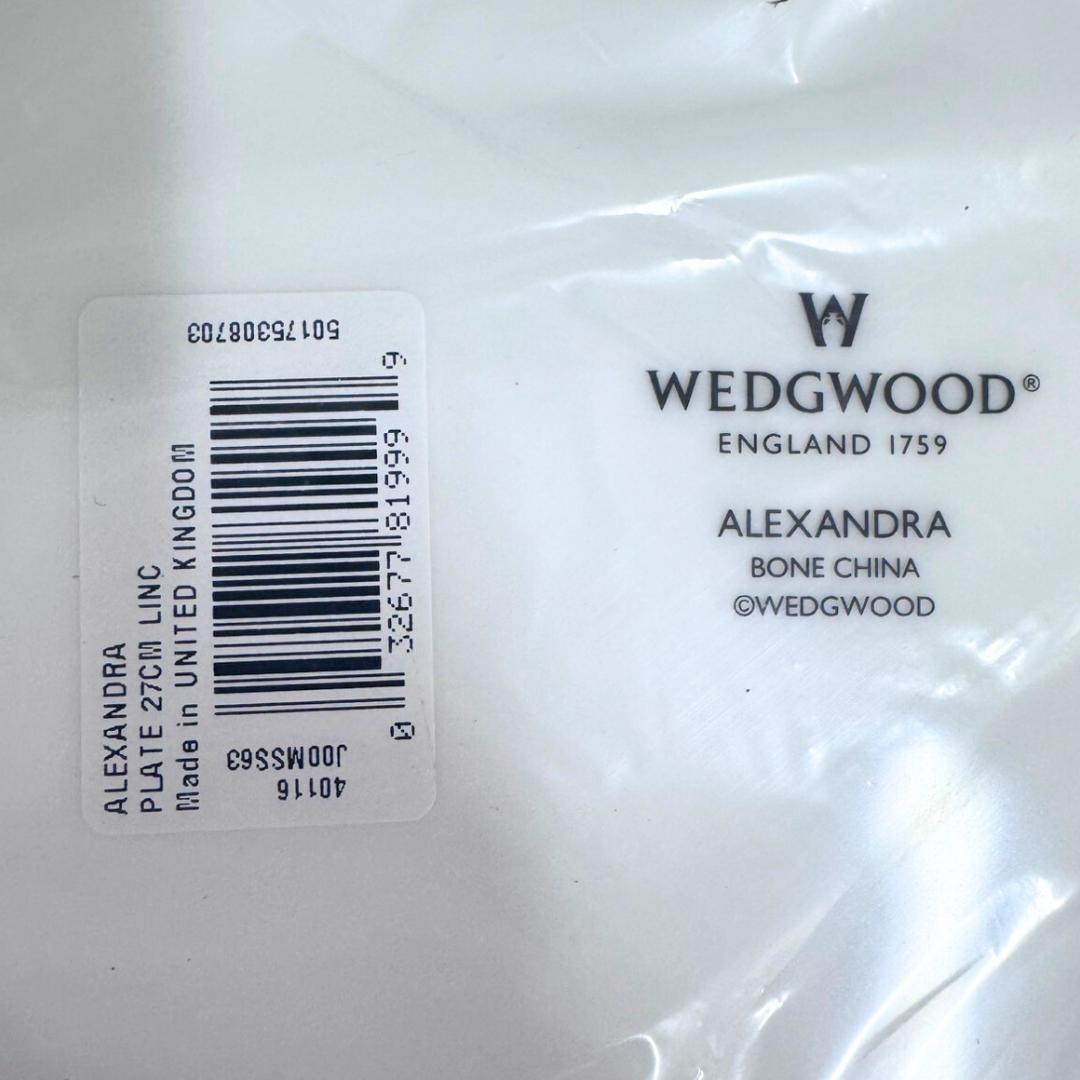 50175308703
ALEXANDRA
PLATE 27CM LINC
Made in UNITED KINGDOM
0 32677 81999 9
J00MSS63
40116
W
WEDGWOOD®
ENGLAND 1759
ALEXANDRA
BONE CHINA
©WEDGWOOD